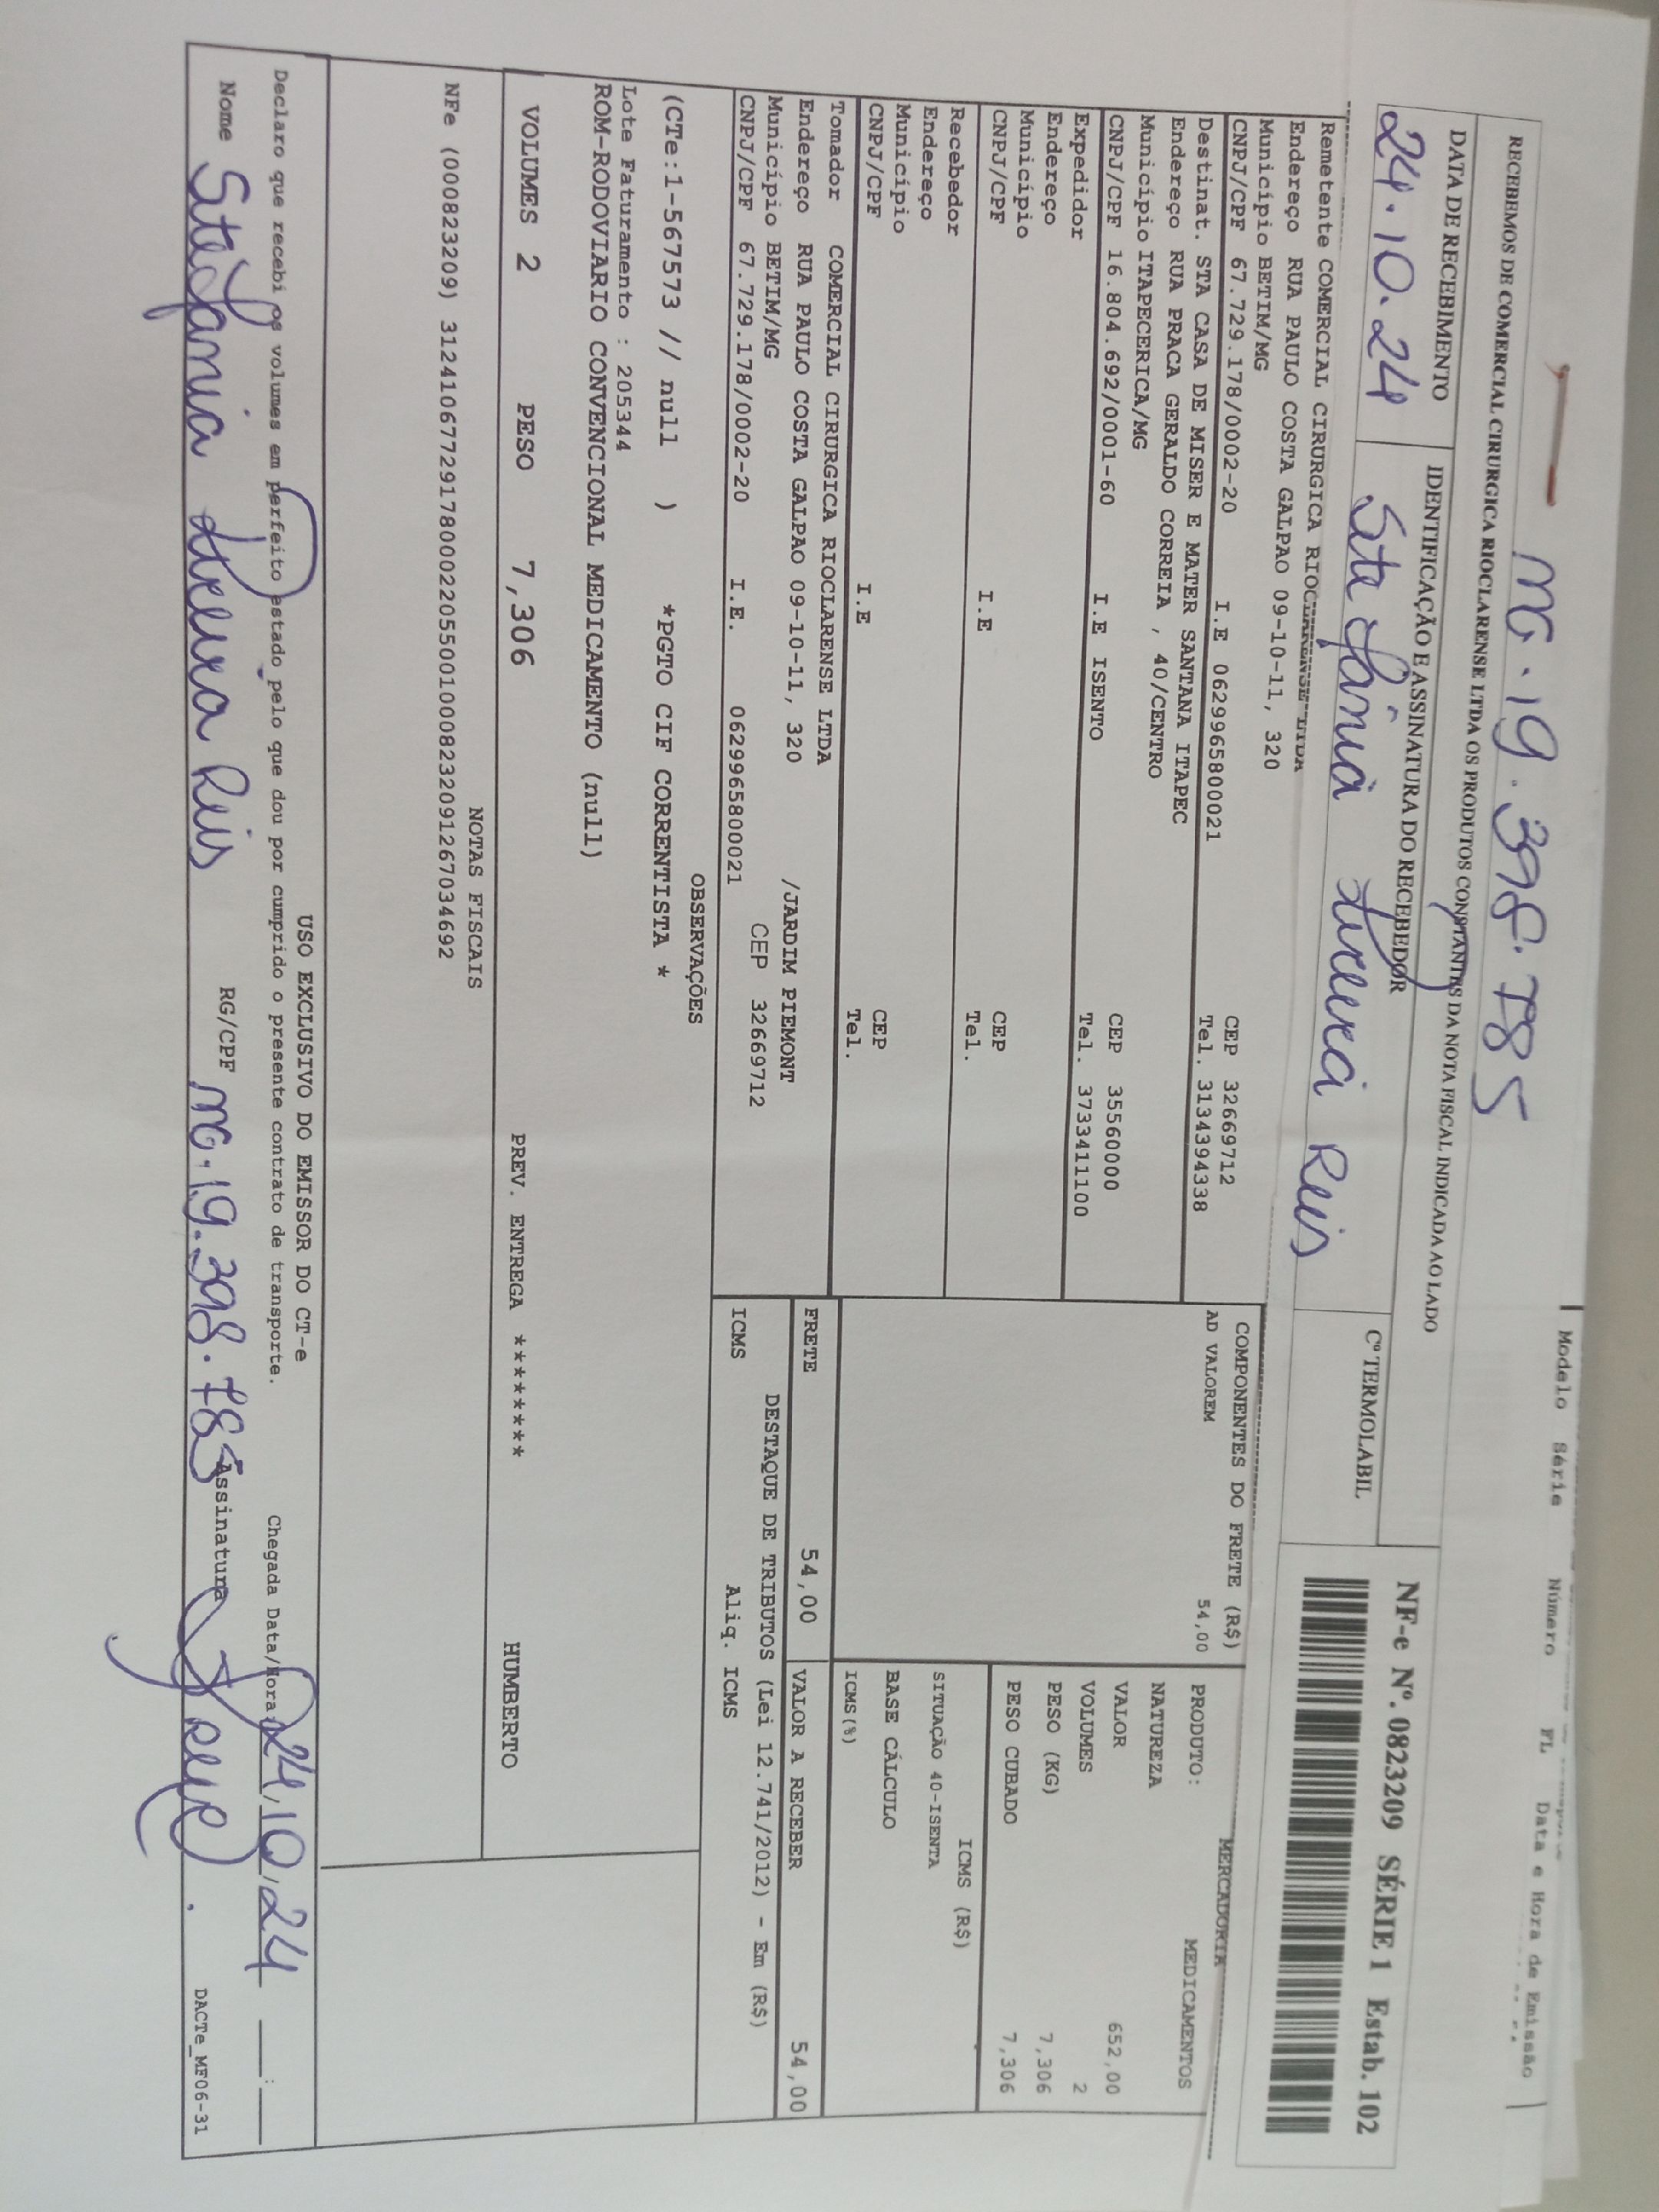 MG.19.398.785
Modelo Série Número FL Data e Hora de Emissão
RECEBEMOS DE COMERCIAL CIRURGICA RIOCLARENSE LTDA OS PRODUTOS CONSTANTES DA NOTA FISCAL INDICADA AO LADO
DATA DE RECEBIMENTO
IDENTIFICAÇÃO E ASSINATURA DO RECEBEDOR
Cº TERMOLABIL
NF-e Nº. 0823209 SÉRIE 1 Estab. 102
24.10.24
Stefânia Reis
Remetente COMERCIAL CIRURGICA RIOCLARENSE LTDA
Endereço RUA PAULO COSTA GALPAO 09-10-11, 320
Município BETIM/MG CEP 32669712
CNPJ/CPF 67.729.178/0002-20 I.E 0629965800021 Tel. 3134394338
Destinat. STA CASA DE MISER E MATER SANTANA ITAPEC
Endereço RUA PRACA GERALDO CORREIA , 40/CENTRO
Município ITAPECERICA/MG CEP 35560000
CNPJ/CPF 16.804.692/0001-60 I.E ISENTO Tel. 3733411100
Expedidor
Endereço
Município CEP
CNPJ/CPF I.E Tel.
Recebedor
Endereço
Município CEP
CNPJ/CPF I.E Tel.
Tomador COMERCIAL CIRURGICA RIOCLARENSE LTDA
Endereço RUA PAULO COSTA GALPAO 09-10-11, 320 /JARDIM PIEMONT
Município BETIM/MG CEP 32669712
CNPJ/CPF 67.729.178/0002-20 I.E. 0629965800021
COMPONENTES DO FRETE (R$)
AD VALOREM 54,00
MERCADORIA
PRODUTO: MEDICAMENTOS
NATUREZA
VALOR 652,00
VOLUMES 2
PESO (KG) 7,306
PESO CUBADO 7,306
ICMS (R$)
SITUAÇÃO 40-ISENTA
BASE CÁLCULO
ICMS(%)
FRETE 54,00 VALOR A RECEBER 54,00
DESTAQUE DE TRIBUTOS (Lei 12.741/2012) - Em (R$)
ICMS Aliq. ICMS
OBSERVAÇÕES
(CTe:1-567573 // null ) *PGTO CIF CORRENTISTA *
Lote Faturamento : 205344
ROM-RODOVIARIO CONVENCIONAL MEDICAMENTO (null)
VOLUMES 2 PESO 7,306 PREV. ENTREGA ******** HUMBERTO
NOTAS FISCAIS
NFe (000823209) 31241067729178000220550010008232091267034692
USO EXCLUSIVO DO EMISSOR DO CT-e
Declaro que recebi os volumes em perfeito estado pelo que dou por cumprido o presente contrato de transporte. Chegada Data/Hora: 24/10/24 __:__
Nome Stefania Reis RG/CPF MG.19.398.785 Assinatura
DACTe_MF06-31